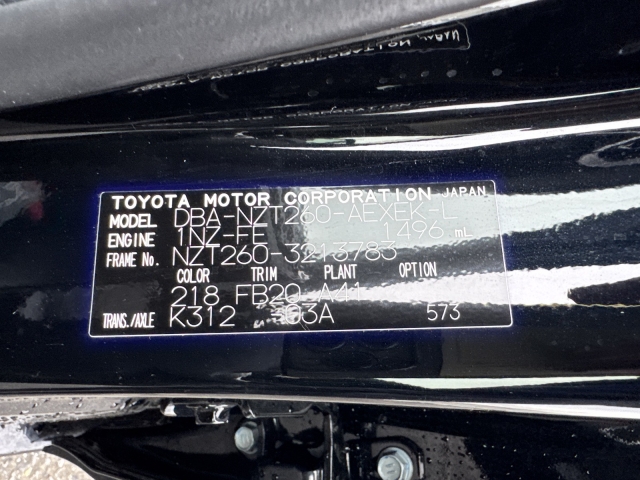 TOYOTA MOTOR CORPORATION JAPAN
MODEL DBA-NZT260-AEXEK-L
ENGINE 1NZ-FE 1496 mL
FRAME No. NZT260-3213783
COLOR TRIM PLANT OPTION
218 FB20 A41
TRANS./AXLE K312 03A 573